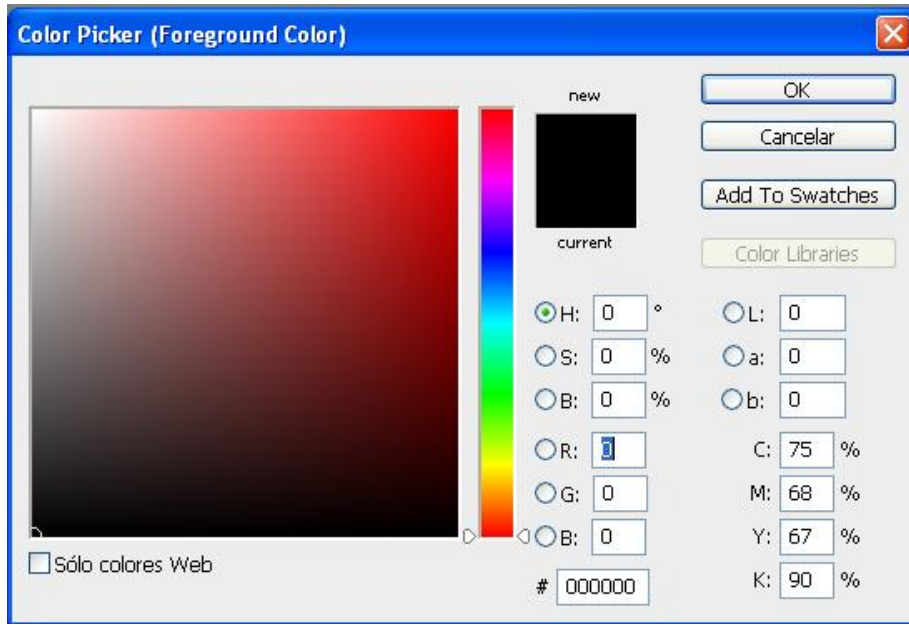 Color Picker (Foreground Color)
new
current
OK
Cancelar
Add To Swatches
Color Libraries
H: 0 °
S: 0 %
B: 0 %
R: 0
G: 0
B: 0
# 000000
L: 0
a: 0
b: 0
C: 75 %
M: 68 %
Y: 67 %
K: 90 %
Sólo colores Web